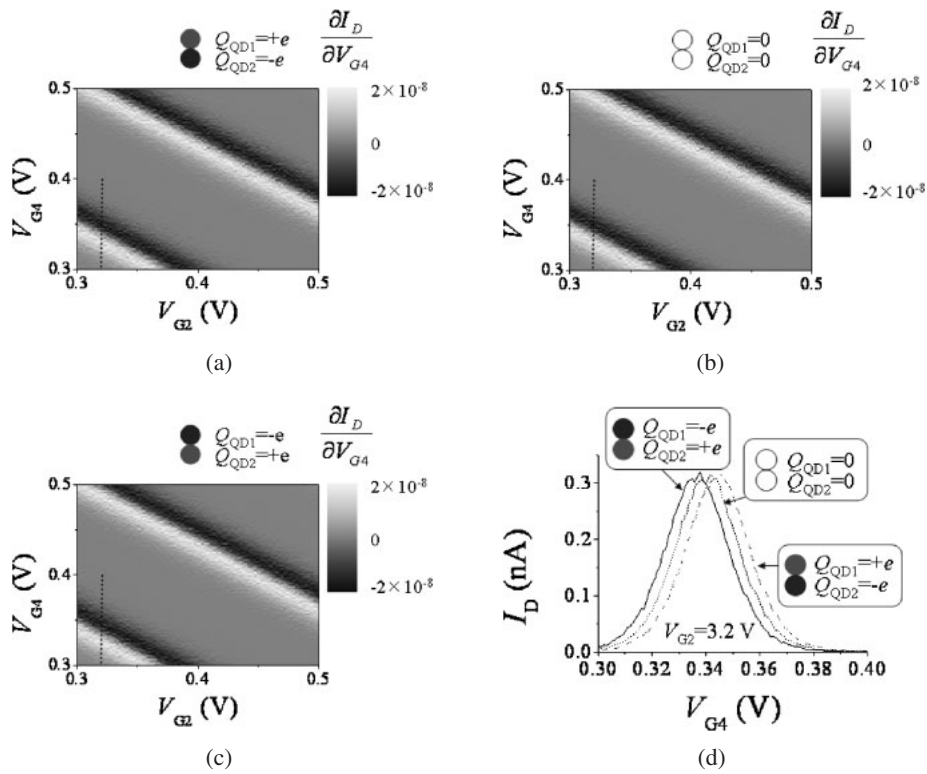 Q_QD1=+e
Q_QD2=-e
∂I_D
∂V_G4
2×10⁻⁸
0
-2×10⁻⁸
0.5
0.4
0.3
V_G4 (V)
0.3 0.4 0.5
V_G2 (V)
(a)
Q_QD1=0
Q_QD2=0
∂I_D
∂V_G4
2×10⁻⁸
0
-2×10⁻⁸
0.5
0.4
0.3
V_G4 (V)
0.3 0.4 0.5
V_G2 (V)
(b)
Q_QD1=-e
Q_QD2=+e
∂I_D
∂V_G4
2×10⁻⁸
0
-2×10⁻⁸
0.5
0.4
0.3
V_G4 (V)
0.3 0.4 0.5
V_G2 (V)
(c)
Q_QD1=-e
Q_QD2=+e
Q_QD1=0
Q_QD2=0
Q_QD1=+e
Q_QD2=-e
0.3
0.2
0.1
0.0
I_D (nA)
V_G2=3.2 V
0.30 0.32 0.34 0.36 0.38 0.40
V_G4 (V)
(d)